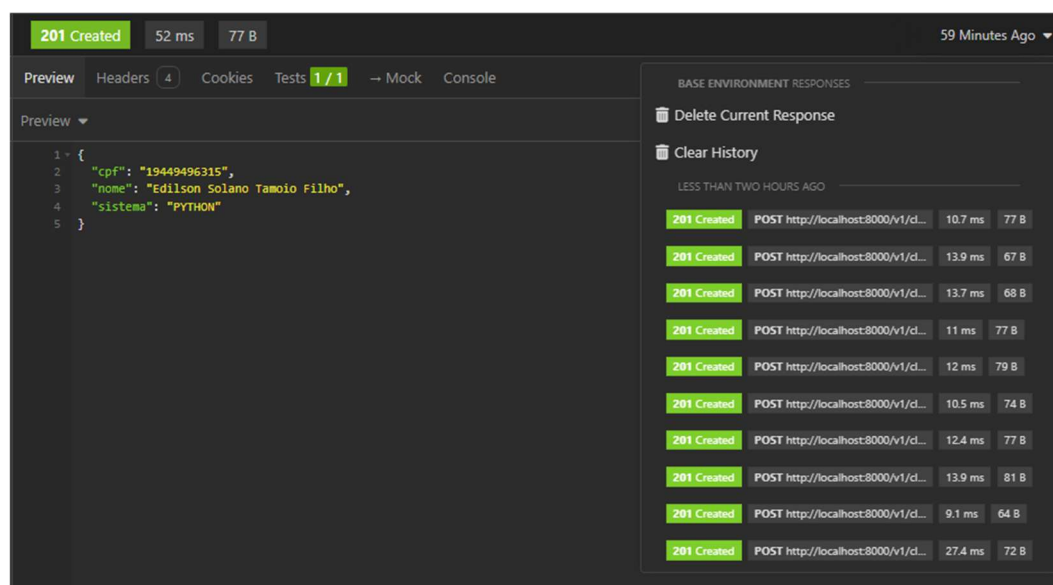 201 Created 52 ms 77 B 59 Minutes Ago
Preview Headers 4 Cookies Tests 1 / 1 → Mock Console
Preview
1 {
2 "cpf": "19449496315",
3 "nome": "Edilson Solano Tamoio Filho",
4 "sistema": "PYTHON"
5 }
BASE ENVIRONMENT RESPONSES
Delete Current Response
Clear History
LESS THAN TWO HOURS AGO
201 Created POST http://localhost:8000/v1/cl... 10.7 ms 77 B
201 Created POST http://localhost:8000/v1/cl... 13.9 ms 67 B
201 Created POST http://localhost:8000/v1/cl... 13.7 ms 68 B
201 Created POST http://localhost:8000/v1/cl... 11 ms 77 B
201 Created POST http://localhost:8000/v1/cl... 12 ms 79 B
201 Created POST http://localhost:8000/v1/cl... 10.5 ms 74 B
201 Created POST http://localhost:8000/v1/cl... 12.4 ms 77 B
201 Created POST http://localhost:8000/v1/cl... 13.9 ms 81 B
201 Created POST http://localhost:8000/v1/cl... 9.1 ms 64 B
201 Created POST http://localhost:8000/v1/cl... 27.4 ms 72 B